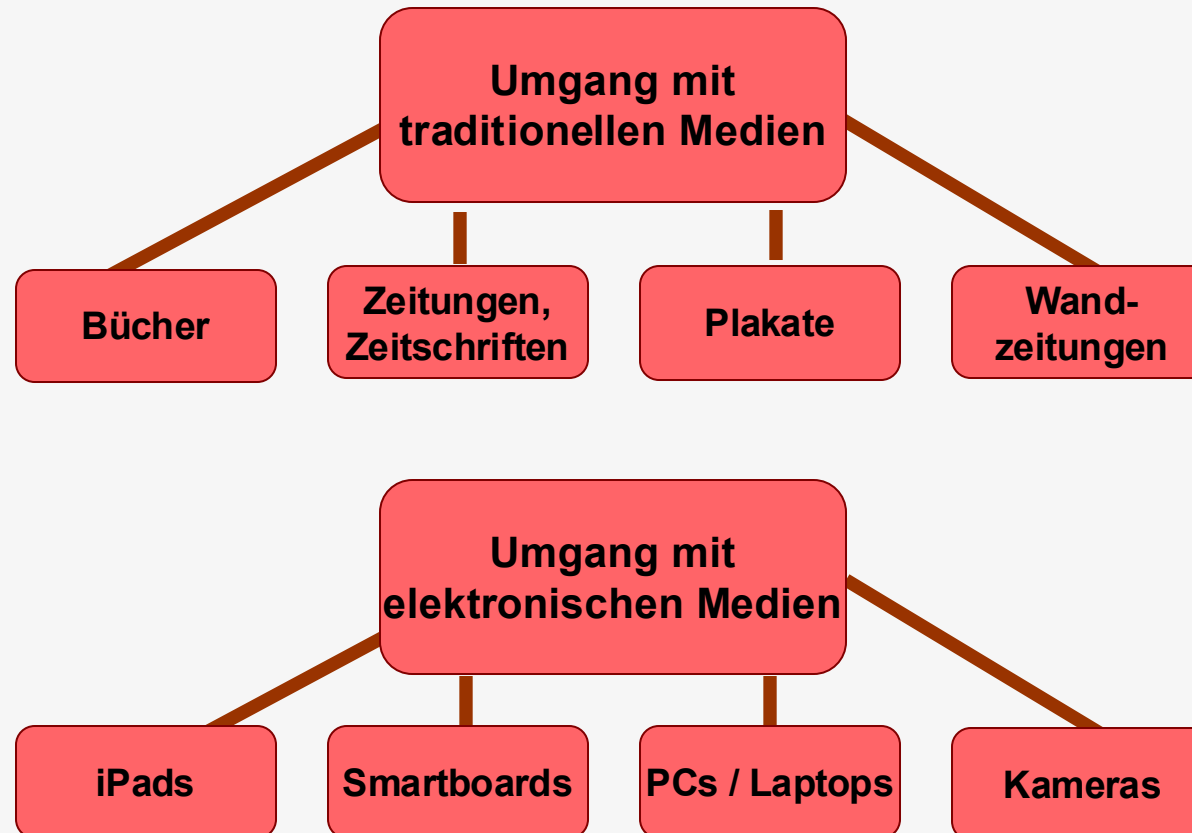 Umgang mit
traditionellen Medien
Bücher
Zeitungen,
Zeitschriften
Plakate
Wand-
zeitungen
Umgang mit
elektronischen Medien
iPads
Smartboards
PCs / Laptops
Kameras